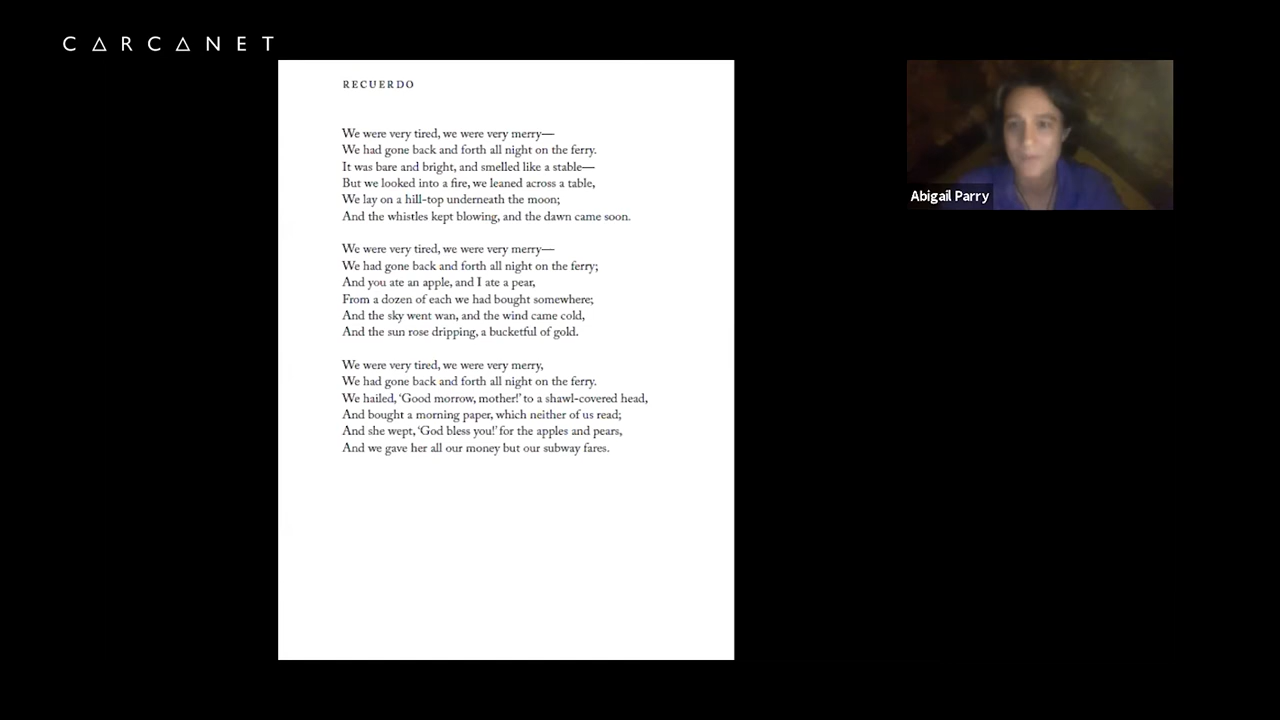 CARCANET
RECUERDO
We were very tired, we were very merry—
We had gone back and forth all night on the ferry.
It was bare and bright, and smelled like a stable—
But we looked into a fire, we leaned across a table,
We lay on a hill-top underneath the moon;
And the whistles kept blowing, and the dawn came soon.
We were very tired, we were very merry—
We had gone back and forth all night on the ferry;
And you ate an apple, and I ate a pear,
From a dozen of each we had bought somewhere;
And the sky went wan, and the wind came cold,
And the sun rose dripping, a bucketful of gold.
We were very tired, we were very merry,
We had gone back and forth all night on the ferry.
We hailed, ‘Good morrow, mother!’ to a shawl-covered head,
And bought a morning paper, which neither of us read;
And she wept, ‘God bless you!’ for the apples and pears,
And we gave her all our money but our subway fares.
Abigail Parry